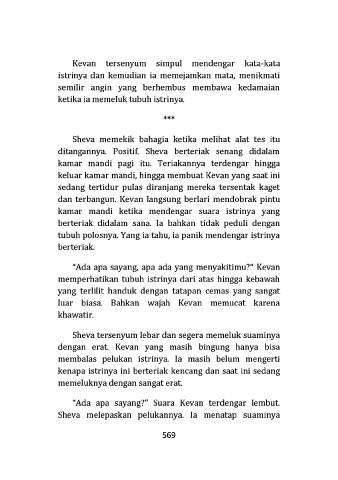 Kevan tersenyum simpul mendengar kata-kata
istrinya dan kemudian ia memejamkan mata, menikmati
semilir angin yang berhembus membawa kedamaian
ketika ia memeluk tubuh istrinya.
***
Sheva memekik bahagia ketika melihat alat tes itu
ditangannya. Positif. Sheva berteriak senang didalam
kamar mandi pagi itu. Teriakannya terdengar hingga
keluar kamar mandi, hingga membuat Kevan yang saat ini
sedang tertidur pulas diranjang mereka tersentak kaget
dan terbangun. Kevan langsung berlari mendobrak pintu
kamar mandi ketika mendengar suara istrinya yang
berteriak didalam sana. Ia bahkan tidak peduli dengan
tubuh polosnya. Yang ia tahu, ia panik mendengar istrinya
berteriak.
"Ada apa sayang, apa ada yang menyakitimu?" Kevan
memperhatikan tubuh istrinya dari atas hingga kebawah
yang terlilit handuk dengan tatapan cemas yang sangat
luar biasa. Bahkan wajah Kevan memucat karena
khawatir.
Sheva tersenyum lebar dan segera memeluk suaminya
dengan erat. Kevan yang masih bingung hanya bisa
membalas pelukan istrinya. Ia masih belum mengerti
kenapa istrinya ini berteriak kencang dan saat ini sedang
memeluknya dengan sangat erat.
"Ada apa sayang?" Suara Kevan terdengar lembut.
Sheva melepaskan pelukannya. Ia menatap suaminya
569